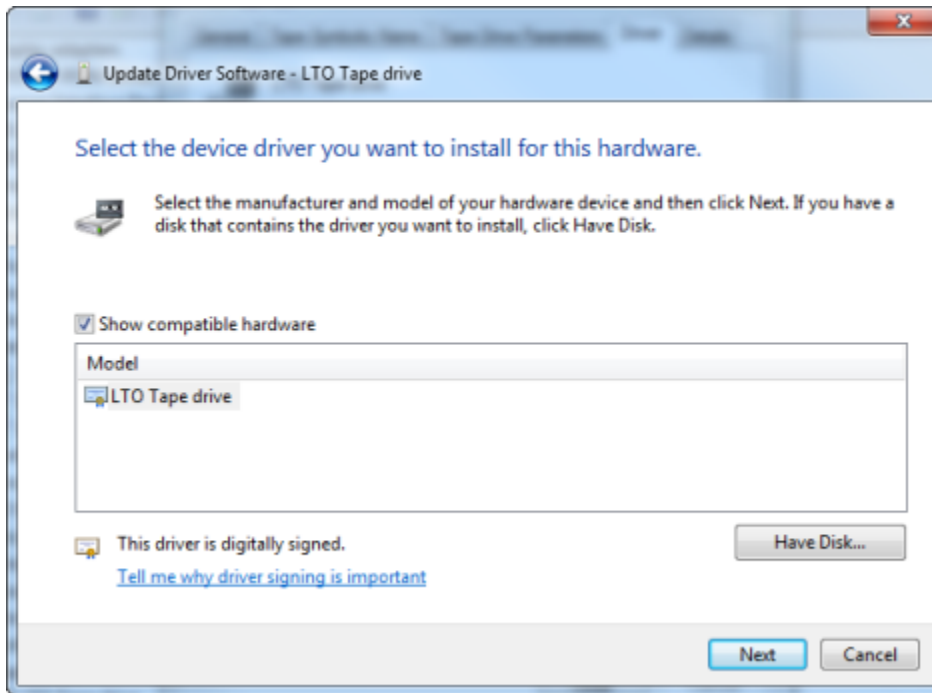 Update Driver Software - LTO Tape drive
Select the device driver you want to install for this hardware.
Select the manufacturer and model of your hardware device and then click Next. If you have a
disk that contains the driver you want to install, click Have Disk.
Show compatible hardware
Model
LTO Tape drive
This driver is digitally signed.
Have Disk...
Tell me why driver signing is important
Next
Cancel